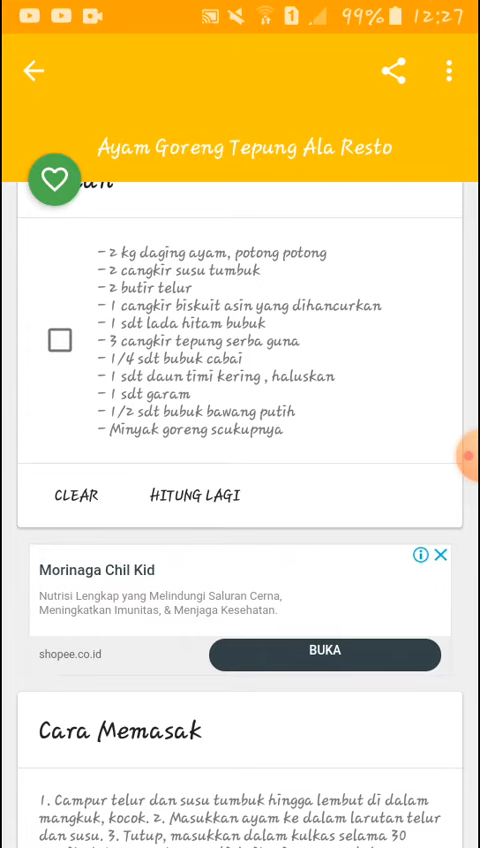 99% 12:27
Ayam Goreng Tepung Ala Resto
- 2 kg daging ayam, potong potong
- 2 cangkir susu tumbuk
- 2 butir telur
- 1 cangkir biskuit asin yang dihancurkan
- 1 sdt lada hitam bubuk
- 3 cangkir tepung serba guna
- 1/4 sdt bubuk cabai
- 1 sdt daun timi kering , haluskan
- 1 sdt garam
- 1/2 sdt bubuk bawang putih
- Minyak goreng scukupnya
CLEAR HITUNG LAGI
Morinaga Chil Kid
Nutrisi Lengkap yang Melindungi Saluran Cerna,
Meningkatkan Imunitas, & Menjaga Kesehatan.
shopee.co.id BUKA
Cara Memasak
1. Campur telur dan susu tumbuk hingga lembut di dalam
mangkuk, kocok. 2. Masukkan ayam ke dalam larutan telur
dan susu. 3. Tutup, masukkan dalam kulkas selama 30